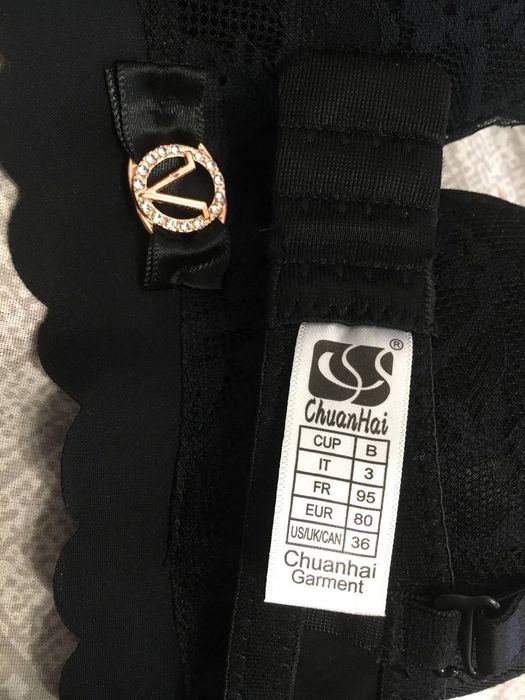 ®
ChuanHai
CUP B
IT 3
FR 95
EUR 80
US/UK/CAN 36
Chuanhai
Garment